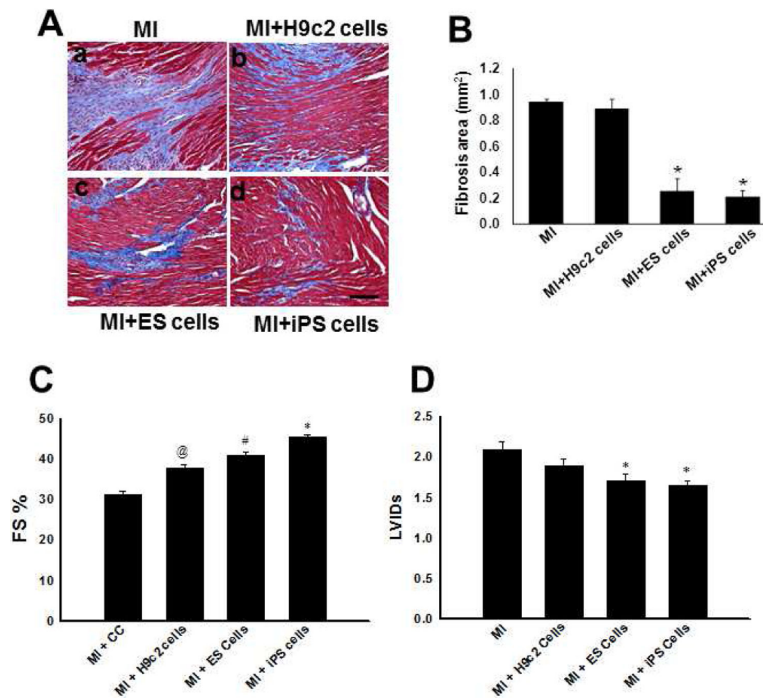 A
MI
MI+H9c2 cells
a
b
c
d
MI+ES cells
MI+iPS cells
B
Fibrosis area (mm²)
1.2
1.0
0.8
0.6
0.4
0.2
0.0
*
*
MI
MI+H9c2 cells
MI+ES cells
MI+iPS cells
C
FS %
50
40
30
20
10
0
@
#
*
MI + CC
MI + H9c2 cells
MI + ES Cells
MI + iPS cells
D
LVIDs
2.5
2.0
1.5
1.0
0.5
0.0
*
*
MI
MI + H9c2 Cells
MI + ES Cells
MI + iPS Cells